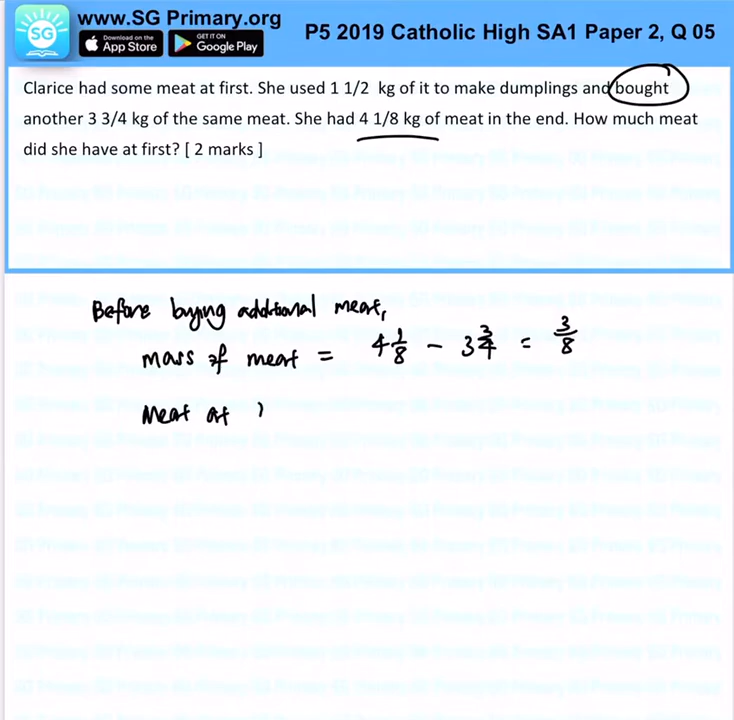 www.SG Primary.org
SG
Download on the
App Store
GET IT ON
Google Play
P5 2019 Catholic High SA1 Paper 2, Q 05
Clarice had some meat at first. She used 1 1/2 kg of it to make dumplings and bought
another 3 3/4 kg of the same meat. She had 4 1/8 kg of meat in the end. How much meat
did she have at first? [ 2 marks ]
Before buying additional meat,
mass of meat = 4 1/8 - 3 3/4 = 3/8
Meat at